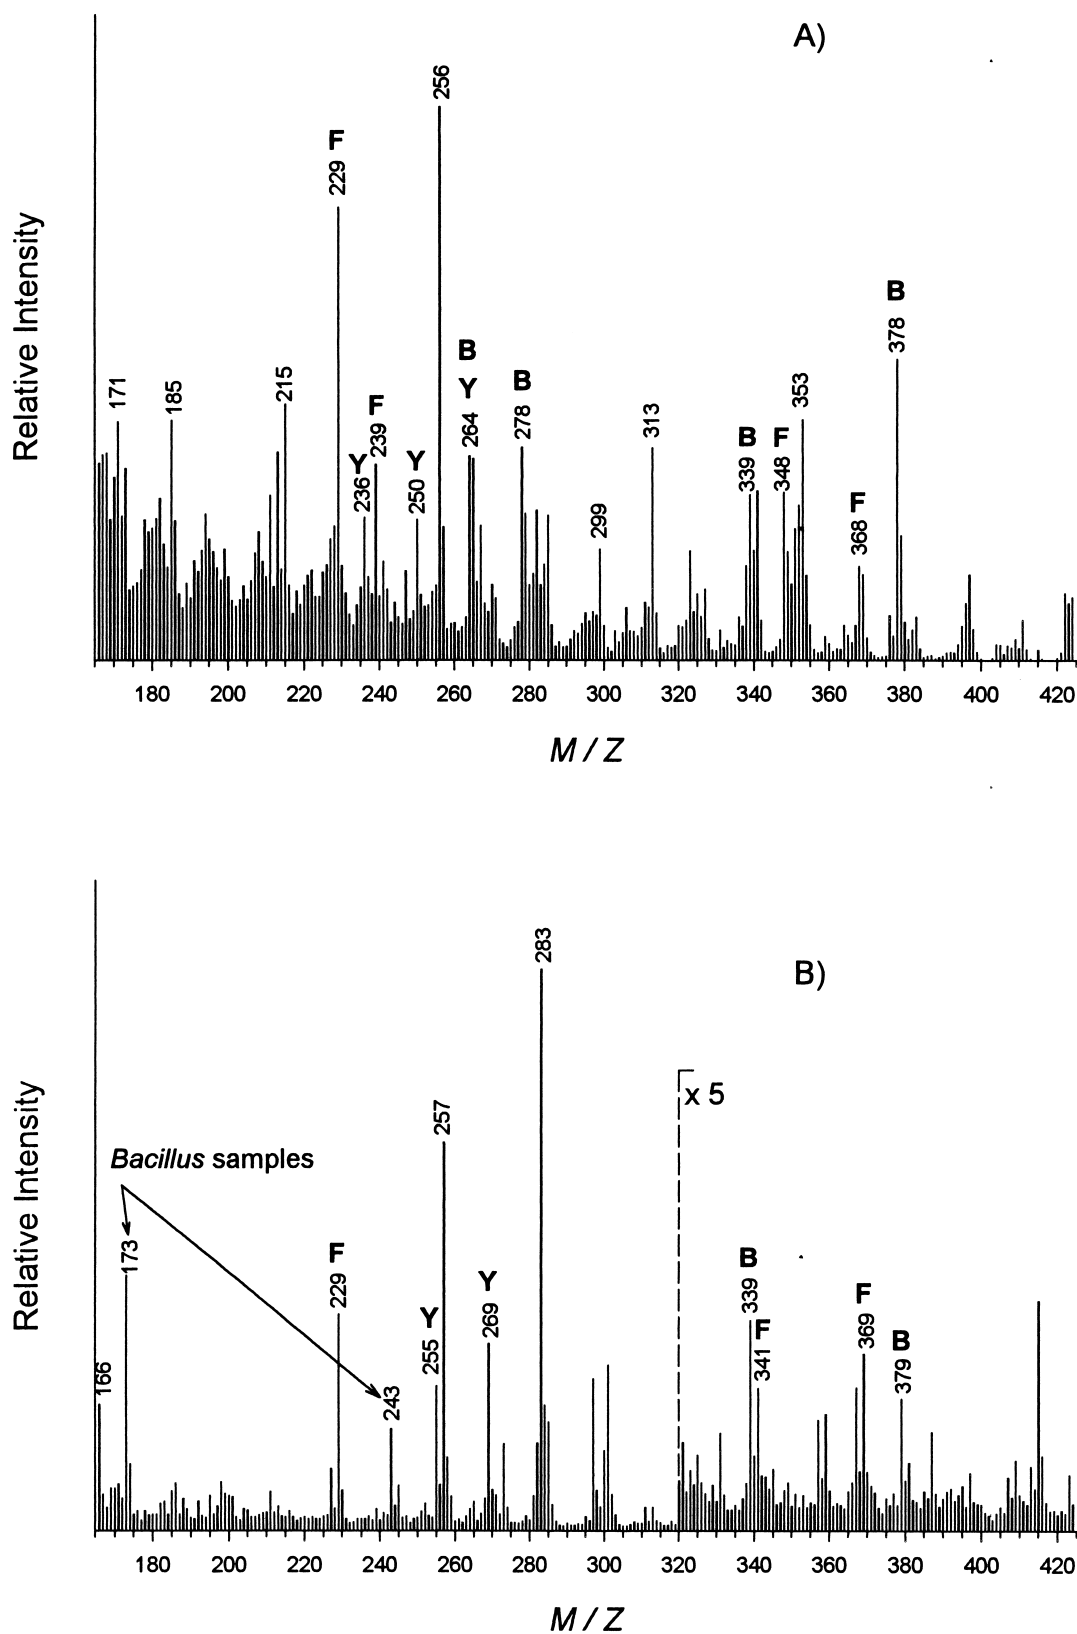 A)
Relative Intensity
171
185
215
F
229
Y
236
F
239
Y
250
256
B
Y
264
B
278
299
313
B
339
F
348
353
F
368
B
378
180 200 220 240 260 280 300 320 340 360 380 400 420
M / Z
B)
Relative Intensity
Bacillus samples
166
173
F
229
243
Y
255
257
Y
269
283
x 5
B
339
F
341
F
369
B
379
180 200 220 240 260 280 300 320 340 360 380 400 420
M / Z